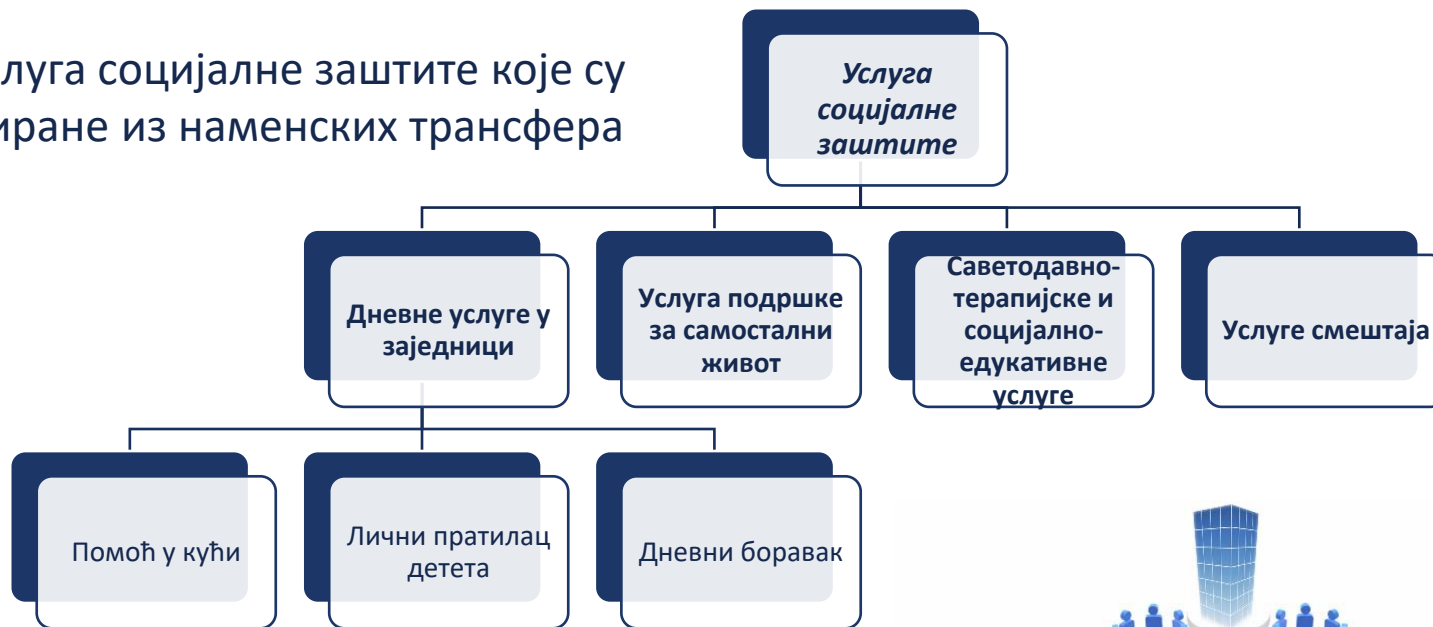 луга социјалне заштите које су
иране из наменских трансфера
Услуга
социјалне
заштите
Дневне услуге у
заједници
Услуга подршке
за самостални
живот
Саветодавно-
терапијске и
социјално-
едукативне
услуге
Услуге смештаја
Помоћ у кући
Лични пратилац
детета
Дневни боравак